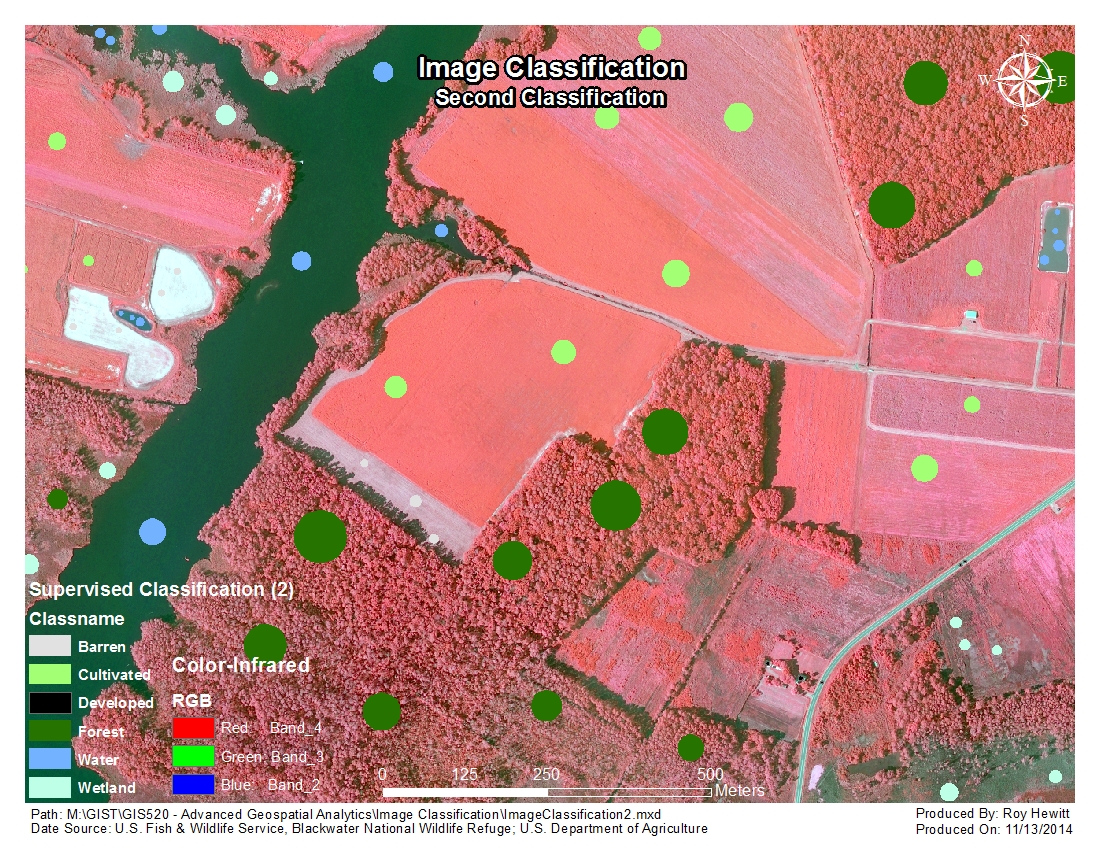 Image Classification
Second Classification
N
W E
S
Supervised Classification (2)
Classname
Barren
Cultivated
Developed
Forest
Water
Wetland
Color-Infrared
RGB
Red: Band_4
Green: Band_3
Blue: Band_2
0 125 250 500
Meters
Path: M:\GIST\GIS520 - Advanced Geospatial Analytics\Image Classification\ImageClassification2.mxd
Date Source: U.S. Fish & Wildlife Service, Blackwater National Wildlife Refuge; U.S. Department of Agriculture
Produced By: Roy Hewitt
Produced On: 11/13/2014